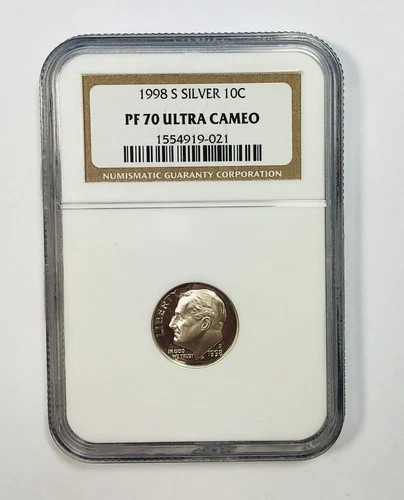 1998 S SILVER 10C
PF 70 ULTRA CAMEO
1554919-021
NUMISMATIC GUARANTY CORPORATION
LIBERTY
IN GOD
WE TRUST
S
1998